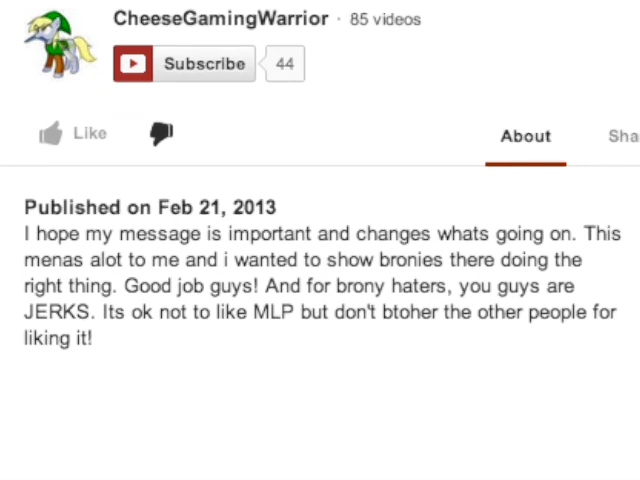 CheeseGamingWarrior · 85 videos
Subscribe 44
Like About Sha
Published on Feb 21, 2013
I hope my message is important and changes whats going on. This
menas alot to me and i wanted to show bronies there doing the
right thing. Good job guys! And for brony haters, you guys are
JERKS. Its ok not to like MLP but don't btoher the other people for
liking it!